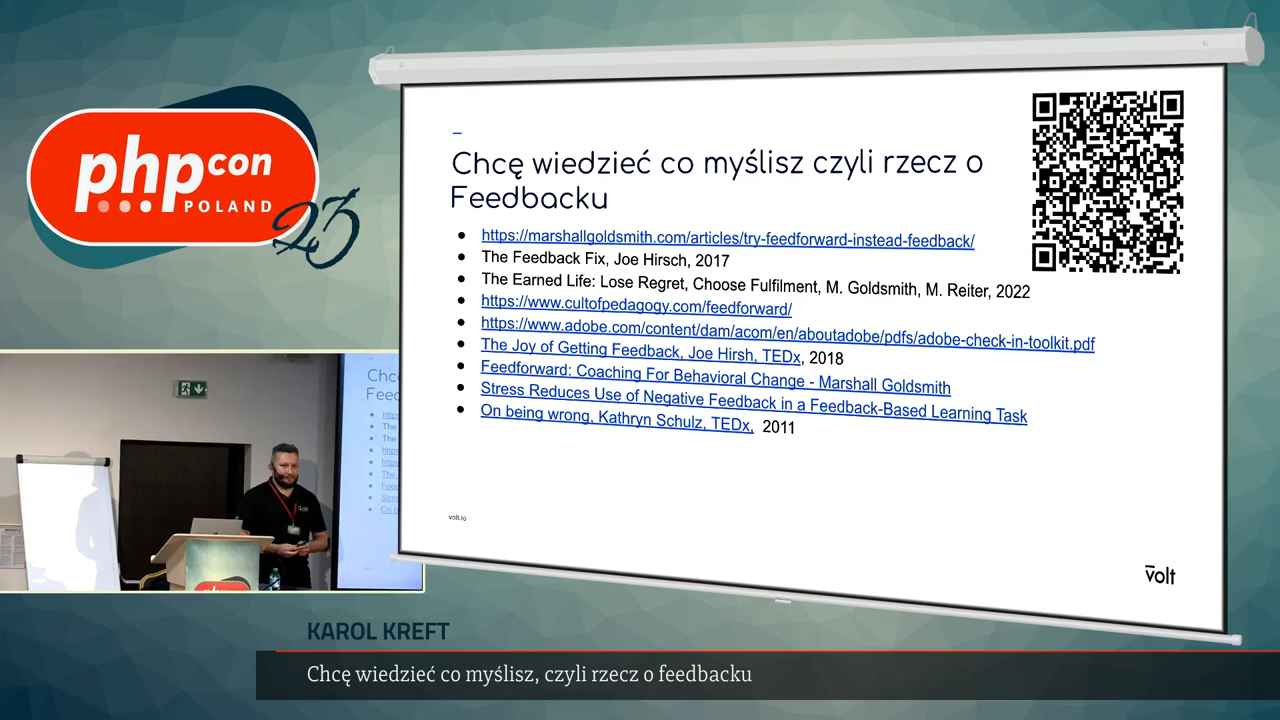 phpcon
POLAND
23
Chcę wiedzieć co myślisz czyli rzecz o
Feedbacku
https://marshallgoldsmith.com/articles/try-feedforward-instead-feedback/
The Feedback Fix, Joe Hirsch, 2017
The Earned Life: Lose Regret, Choose Fulfilment, M. Goldsmith, M. Reiter, 2022
https://www.cultofpedagogy.com/feedforward/
https://www.adobe.com/content/dam/acom/en/aboutadobe/pdfs/adobe-check-in-toolkit.pdf
The Joy of Getting Feedback, Joe Hirsh, TEDx, 2018
Feedforward: Coaching For Behavioral Change - Marshall Goldsmith
Stress Reduces Use of Negative Feedback in a Feedback-Based Learning Task
On being wrong, Kathryn Schulz, TEDx, 2011
volt.io
volt
KAROL KREFT
Chcę wiedzieć co myślisz, czyli rzecz o feedbacku